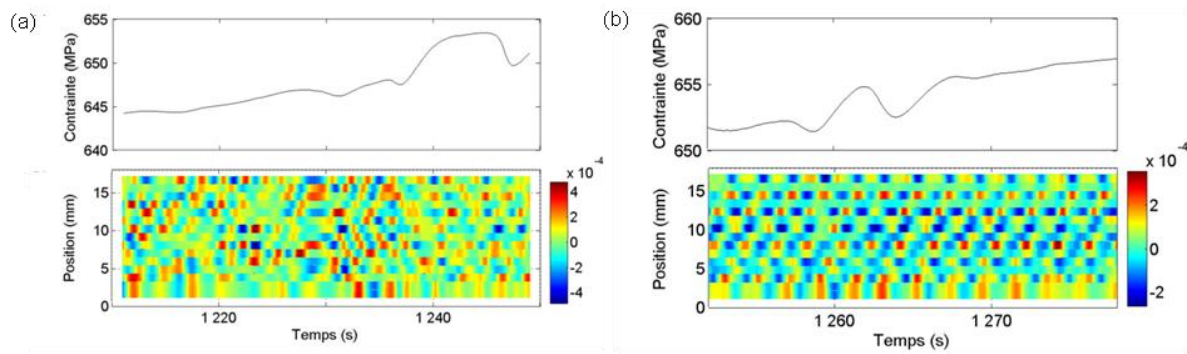 (a)
655
650
645
640
Contrainte (MPa)
x 10 -4
15
10
5
0
Position (mm)
4
2
0
-2
-4
1 220
1 240
Temps (s)
(b)
660
655
650
Contrainte (MPa)
x 10 -4
15
10
5
0
Position (mm)
2
0
-2
1 260
1 270
Temps (s)